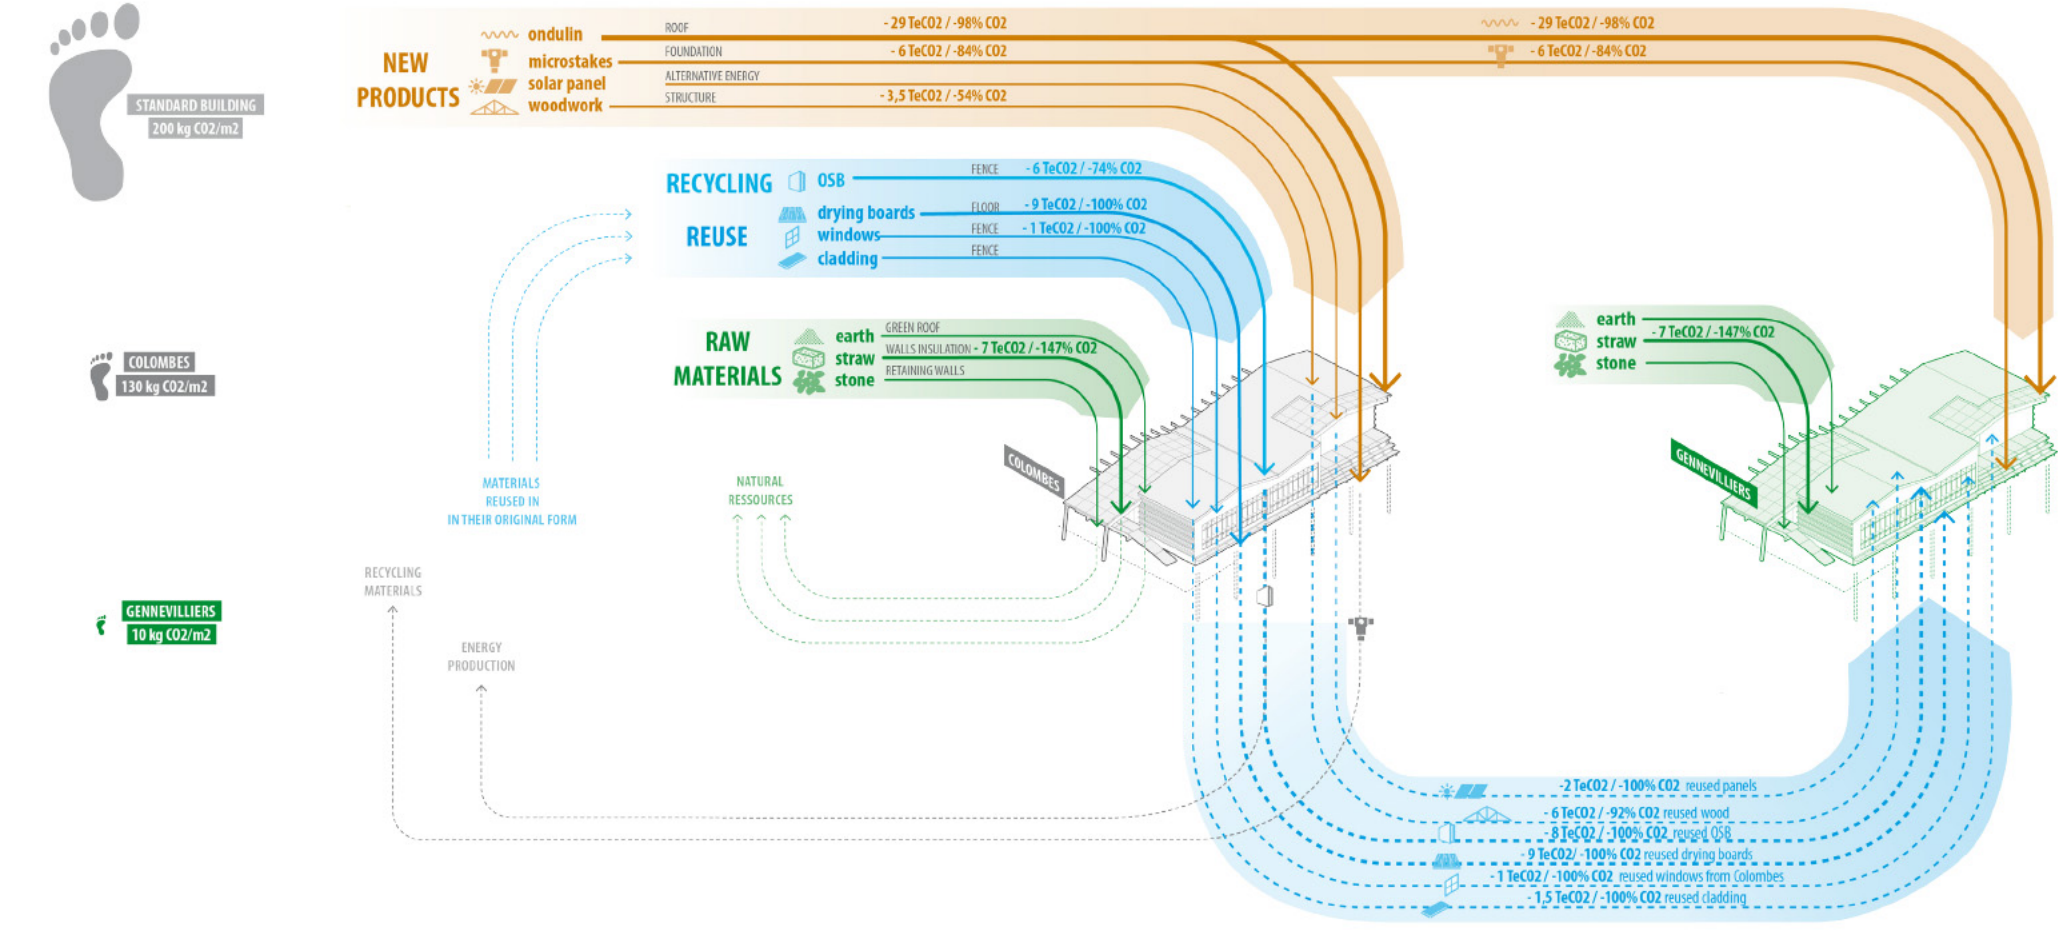 STANDARD BUILDING
200 kg CO2/m2
COLOMBES
130 kg CO2/m2
GENNEVILLIERS
10 kg CO2/m2
NEW
PRODUCTS
ondulin
microstakes
solar panel
woodwork
ROOF
- 29 TeCO2 / -98% CO2
FOUNDATION
- 6 TeCO2 / -84% CO2
ALTERNATIVE ENERGY
STRUCTURE
- 3,5 TeCO2 / -54% CO2
- 29 TeCO2 / -98% CO2
- 6 TeCO2 / -84% CO2
RECYCLING
OSB
FENCE
- 6 TeCO2 / -74% CO2
REUSE
drying boards
FLOOR
- 9 TeCO2 / -100% CO2
windows
FENCE
- 1 TeCO2 / -100% CO2
cladding
FENCE
RAW
MATERIALS
earth
GREEN ROOF
straw
WALLS INSULATION - 7 TeCO2 / -147% CO2
stone
RETAINING WALLS
earth
straw
- 7 TeCO2 / -147% CO2
stone
COLOMBES
GENNEVILLIERS
MATERIALS
REUSED IN
IN THEIR ORIGINAL FORM
NATURAL
RESSOURCES
RECYCLING
MATERIALS
ENERGY
PRODUCTION
-2 TeCO2 / -100% CO2 reused panels
- 6 TeCO2 / -92% CO2 reused wood
- 8 TeCO2 / -100% CO2 reused OSB
- 9 TeCO2/ -100% CO2 reused drying boards
- 1 TeCO2 / -100% CO2 reused windows from Colombes
- 1,5 TeCO2 / -100% CO2 reused cladding